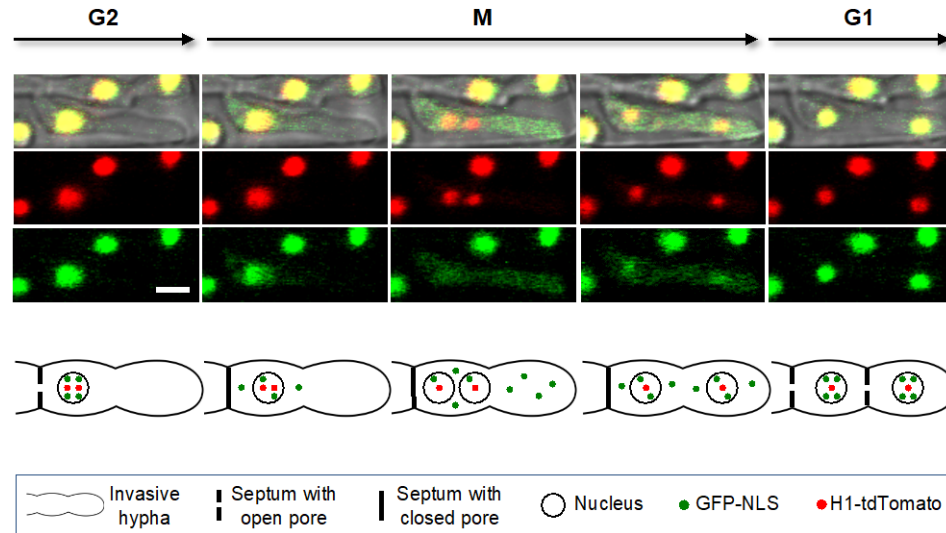 G2
M
G1
Invasive
hypha
Septum with
open pore
Septum with
closed pore
Nucleus
GFP-NLS
H1-tdTomato